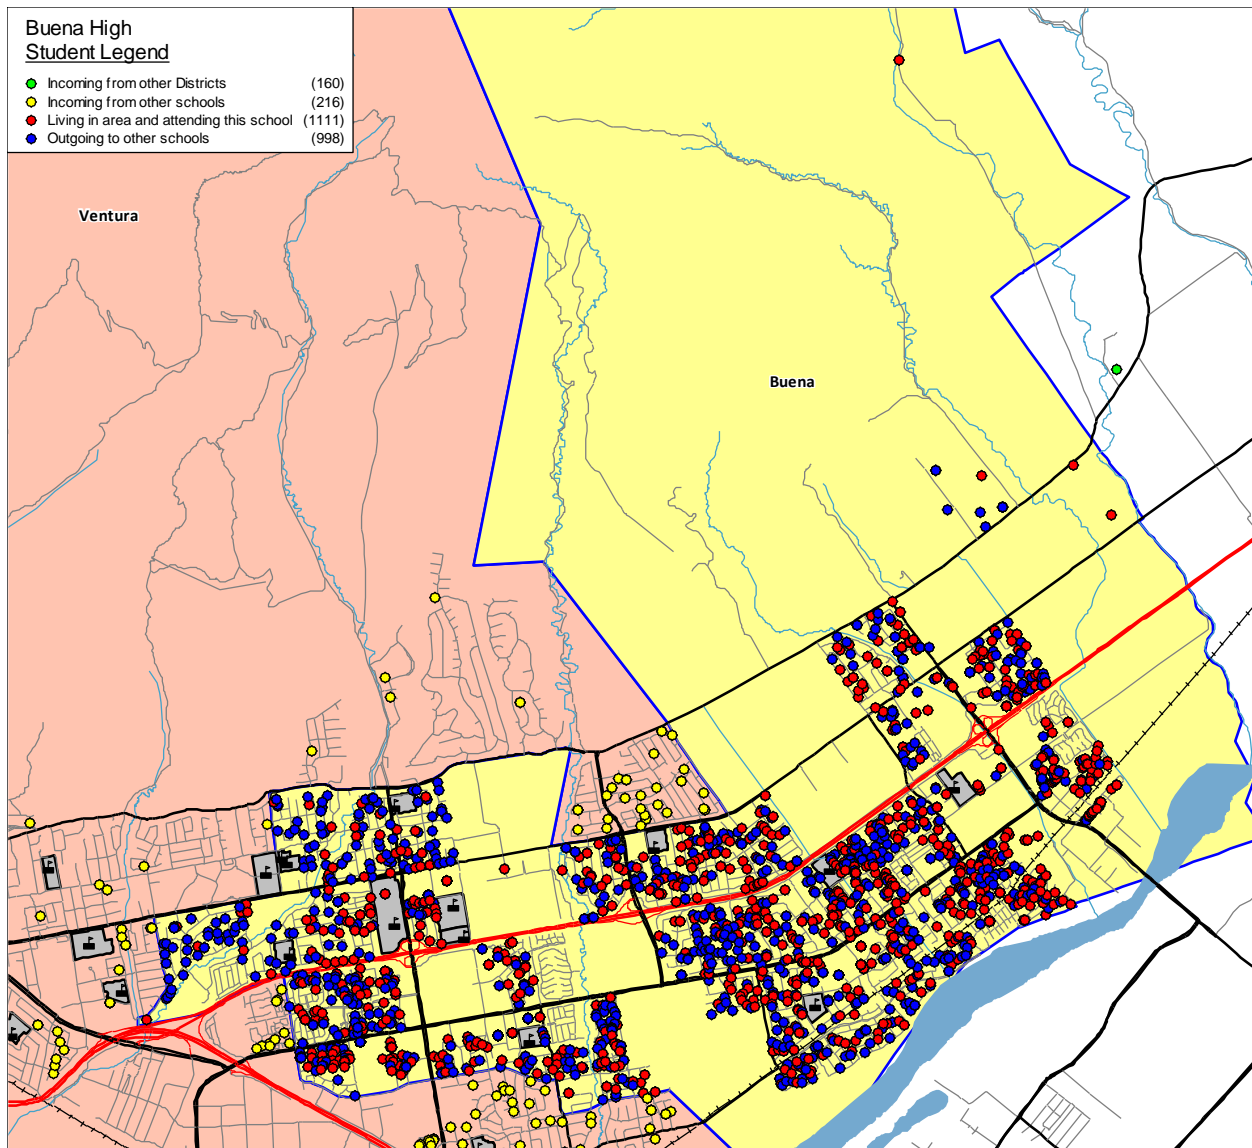 Buena High
Student Legend
Incoming from other Districts (160)
Incoming from other schools (216)
Living in area and attending this school (1111)
Outgoing to other schools (998)
Ventura
Buena